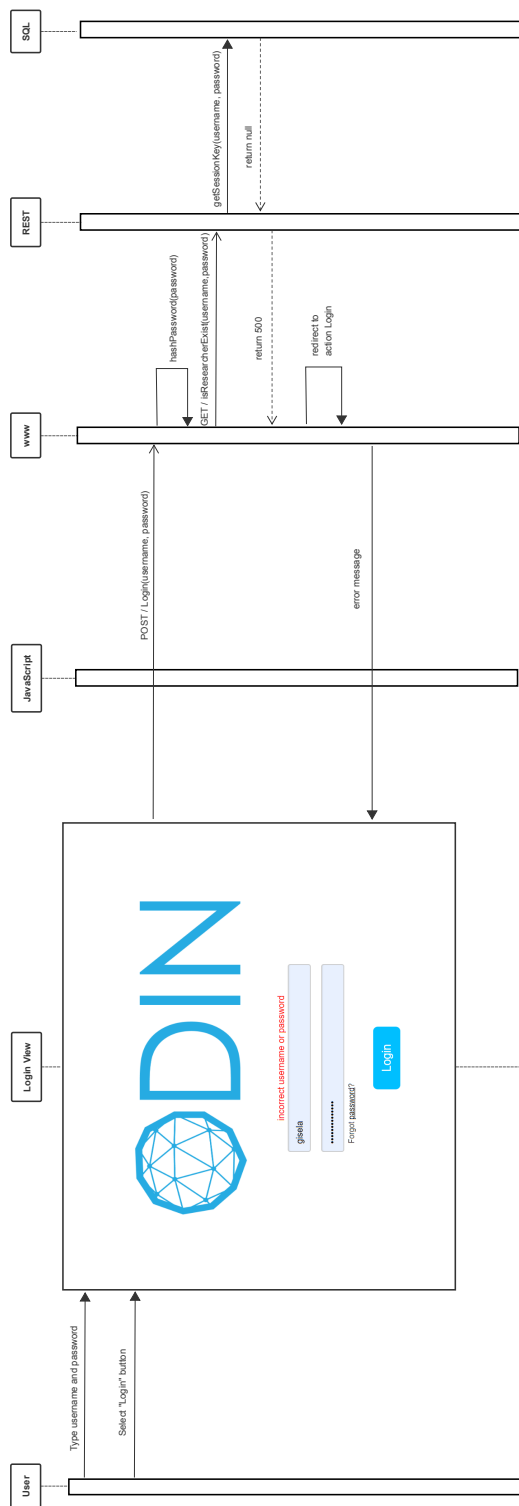 User
Login View
JavaScript
www
REST
SQL
Type username and password
Select "Login" button
ODIN
incorrect username or password
gisela
Forgot password?
Login
POST / Login(username, password)
hashPassword(password)
GET / isResearcherExist(username,password)
getSessionKey(username, password)
return null
return 500
redirect to
action Login
error message